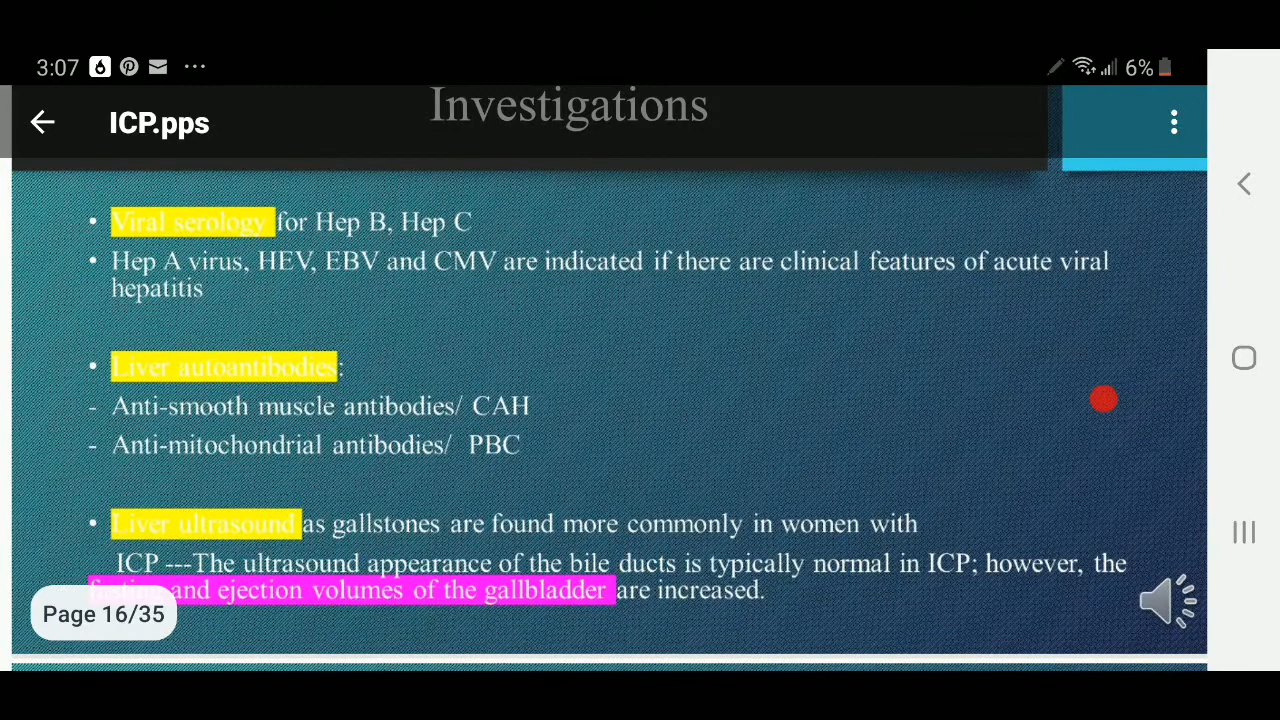 3:07 6%
ICP.pps
Investigations
• Viral serology for Hep B, Hep C
• Hep A virus, HEV, EBV and CMV are indicated if there are clinical features of acute viral
hepatitis
• Liver autoantibodies:
- Anti-smooth muscle antibodies/ CAH
- Anti-mitochondrial antibodies/ PBC
• Liver ultrasound as gallstones are found more commonly in women with
ICP ---The ultrasound appearance of the bile ducts is typically normal in ICP; however, the
fasting and ejection volumes of the gallbladder are increased.
Page 16/35